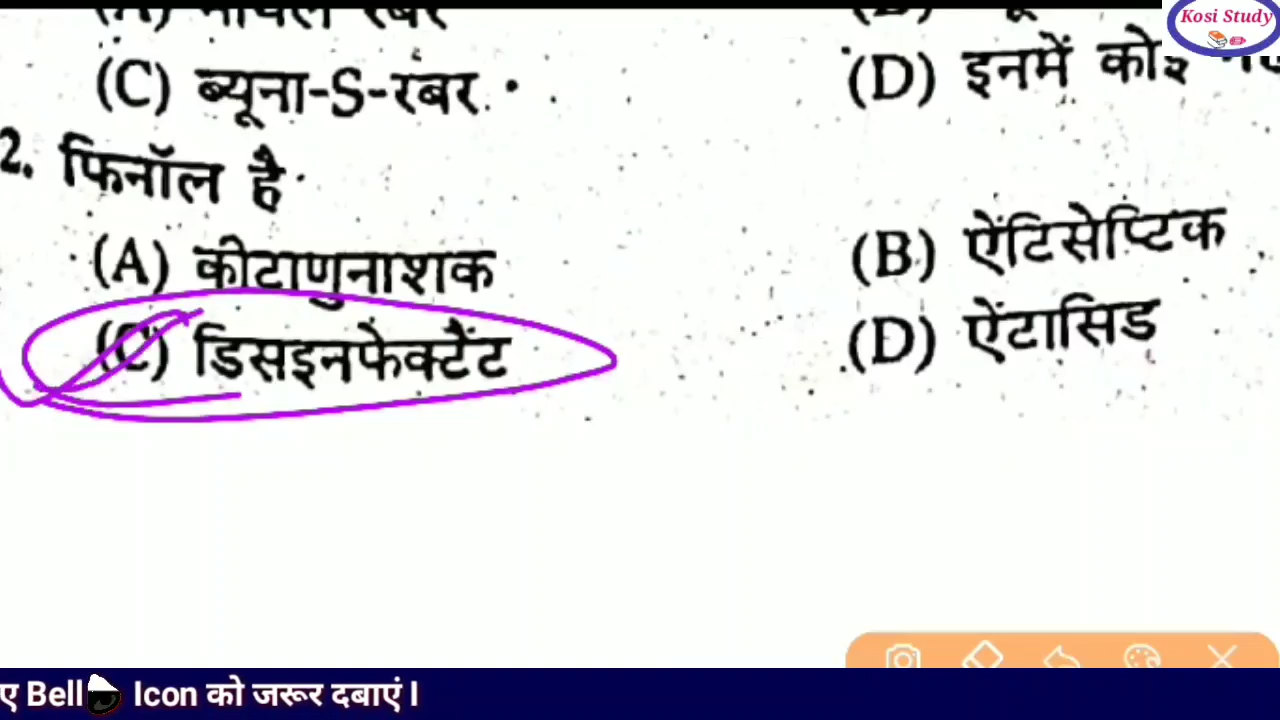 Kosi Study
(C) ब्यूना-S-रबर
(D) इनमें
2. फिनॉल है
(A) कीटाणुनाशक
(B) ऐंटिसेप्टिक
(C) डिसइनफेक्टैंट
(D) ऐंटासिड
ए Bell Icon को जरूर दबाएं I